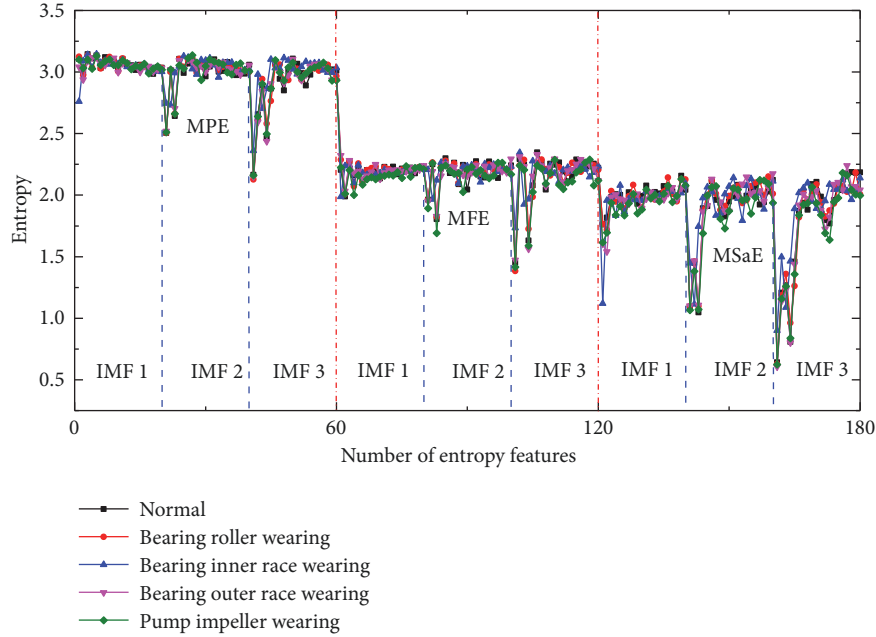 3.5
3.0
2.5
2.0
1.5
1.0
0.5
Entropy
MPE
MFE
MSaE
IMF 1
IMF 2
IMF 3
IMF 1
IMF 2
IMF 3
IMF 1
IMF 2
IMF 3
0
60
120
180
Number of entropy features
Normal
Bearing roller wearing
Bearing inner race wearing
Bearing outer race wearing
Pump impeller wearing